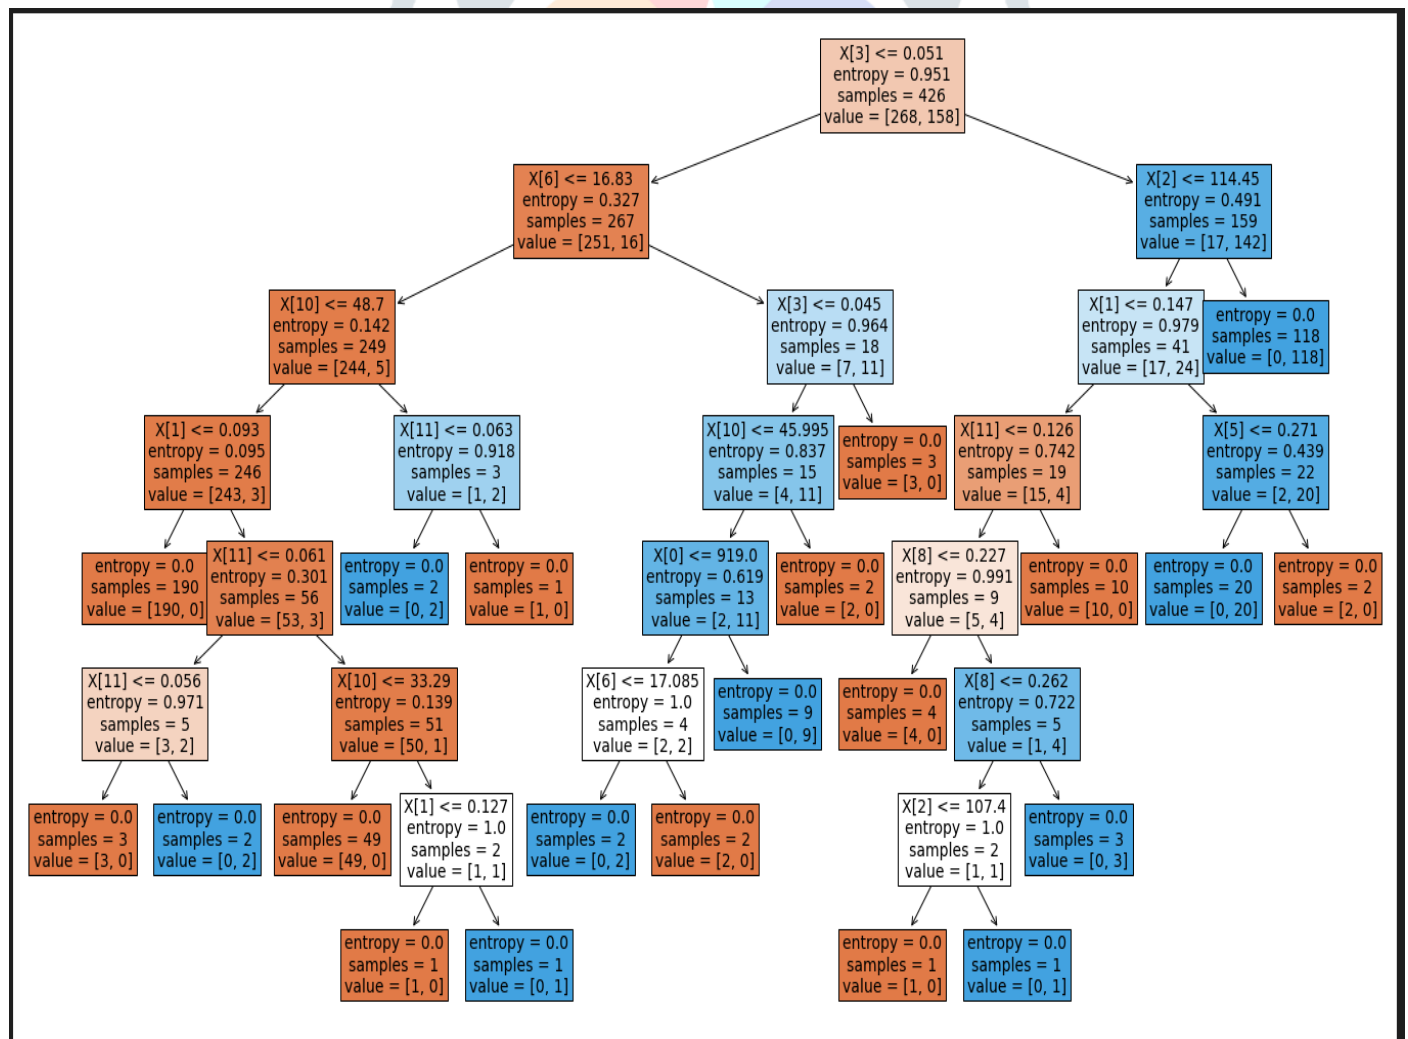 X[3] <= 0.051
entropy = 0.951
samples = 426
value = [268, 158]
X[6] <= 16.83
entropy = 0.327
samples = 267
value = [251, 16]
X[2] <= 114.45
entropy = 0.491
samples = 159
value = [17, 142]
X[10] <= 48.7
entropy = 0.142
samples = 249
value = [244, 5]
X[3] <= 0.045
entropy = 0.964
samples = 18
value = [7, 11]
X[1] <= 0.147
entropy = 0.979
samples = 41
value = [17, 24]
entropy = 0.0
samples = 118
value = [0, 118]
X[1] <= 0.093
entropy = 0.095
samples = 246
value = [243, 3]
X[11] <= 0.063
entropy = 0.918
samples = 3
value = [1, 2]
X[10] <= 45.995
entropy = 0.837
samples = 15
value = [4, 11]
entropy = 0.0
samples = 3
value = [3, 0]
X[11] <= 0.126
entropy = 0.742
samples = 19
value = [15, 4]
X[5] <= 0.271
entropy = 0.439
samples = 22
value = [2, 20]
entropy = 0.0
samples = 190
value = [190, 0]
X[11] <= 0.061
entropy = 0.301
samples = 56
value = [53, 3]
entropy = 0.0
samples = 2
value = [0, 2]
entropy = 0.0
samples = 1
value = [1, 0]
X[0] <= 919.0
entropy = 0.619
samples = 13
value = [2, 11]
entropy = 0.0
samples = 2
value = [2, 0]
X[8] <= 0.227
entropy = 0.991
samples = 9
value = [5, 4]
entropy = 0.0
samples = 10
value = [10, 0]
entropy = 0.0
samples = 20
value = [0, 20]
entropy = 0.0
samples = 2
value = [2, 0]
X[11] <= 0.056
entropy = 0.971
samples = 5
value = [3, 2]
X[10] <= 33.29
entropy = 0.139
samples = 51
value = [50, 1]
X[6] <= 17.085
entropy = 1.0
samples = 4
value = [2, 2]
entropy = 0.0
samples = 9
value = [0, 9]
entropy = 0.0
samples = 4
value = [4, 0]
X[8] <= 0.262
entropy = 0.722
samples = 5
value = [1, 4]
entropy = 0.0
samples = 3
value = [3, 0]
entropy = 0.0
samples = 2
value = [0, 2]
entropy = 0.0
samples = 49
value = [49, 0]
X[1] <= 0.127
entropy = 1.0
samples = 2
value = [1, 1]
entropy = 0.0
samples = 2
value = [0, 2]
entropy = 0.0
samples = 2
value = [2, 0]
X[2] <= 107.4
entropy = 1.0
samples = 2
value = [1, 1]
entropy = 0.0
samples = 3
value = [0, 3]
entropy = 0.0
samples = 1
value = [1, 0]
entropy = 0.0
samples = 1
value = [0, 1]
entropy = 0.0
samples = 1
value = [1, 0]
entropy = 0.0
samples = 1
value = [0, 1]